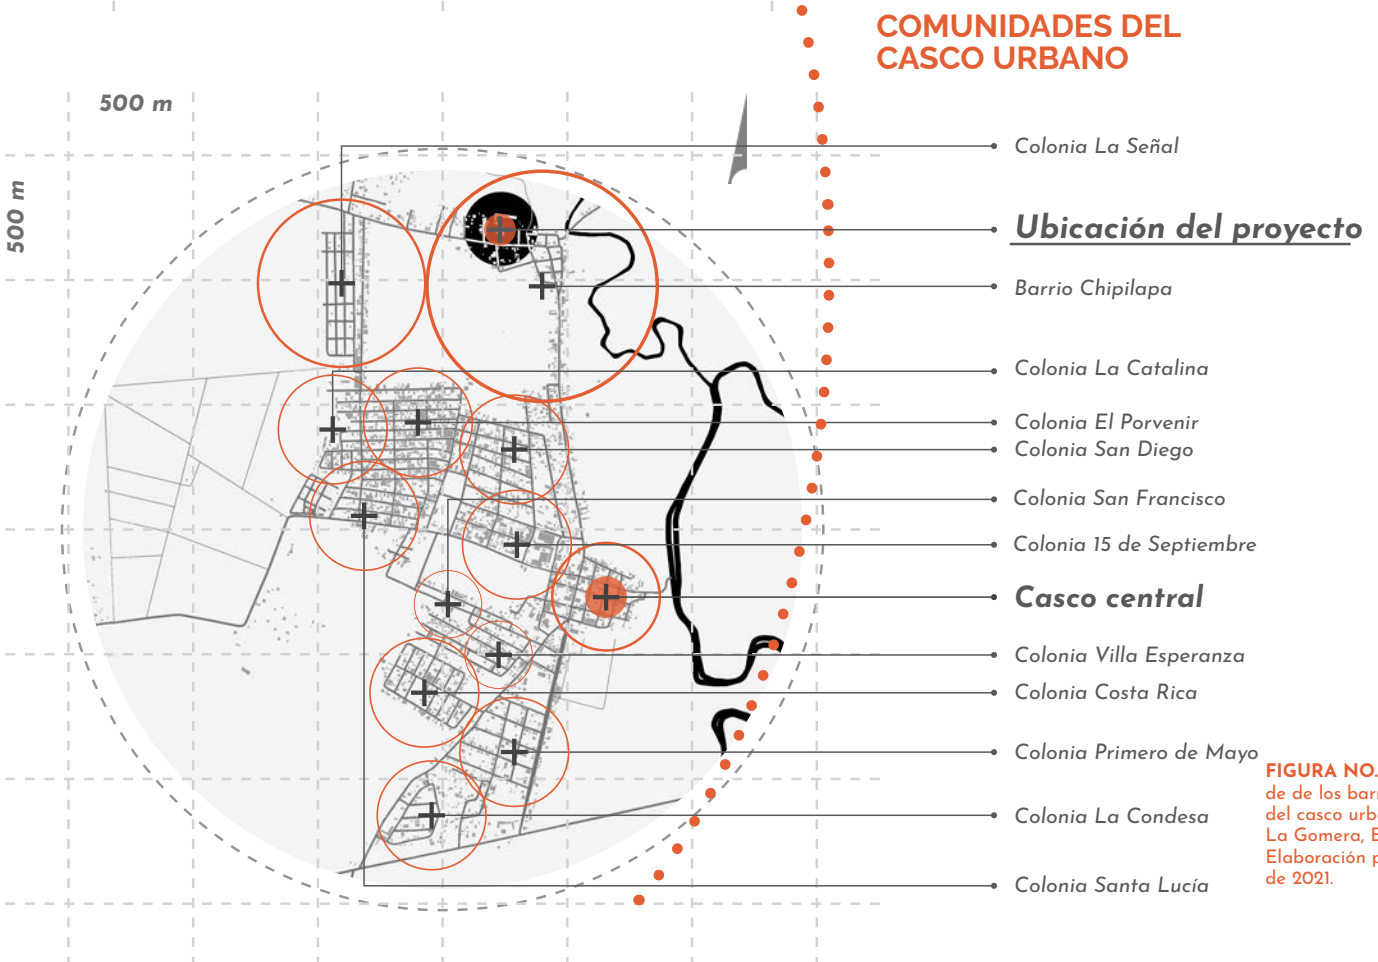 COMUNIDADES DEL
CASCO URBANO
500 m
500 m
Colonia La Señal
Ubicación del proyecto
Barrio Chipilapa
Colonia La Catalina
Colonia El Porvenir
Colonia San Diego
Colonia San Francisco
Colonia 15 de Septiembre
Casco central
Colonia Villa Esperanza
Colonia Costa Rica
Colonia Primero de Mayo
Colonia La Condesa
Colonia Santa Lucía
FIGURA NO.
de de los barr
del casco urb
La Gomera, E
Elaboración p
de 2021.